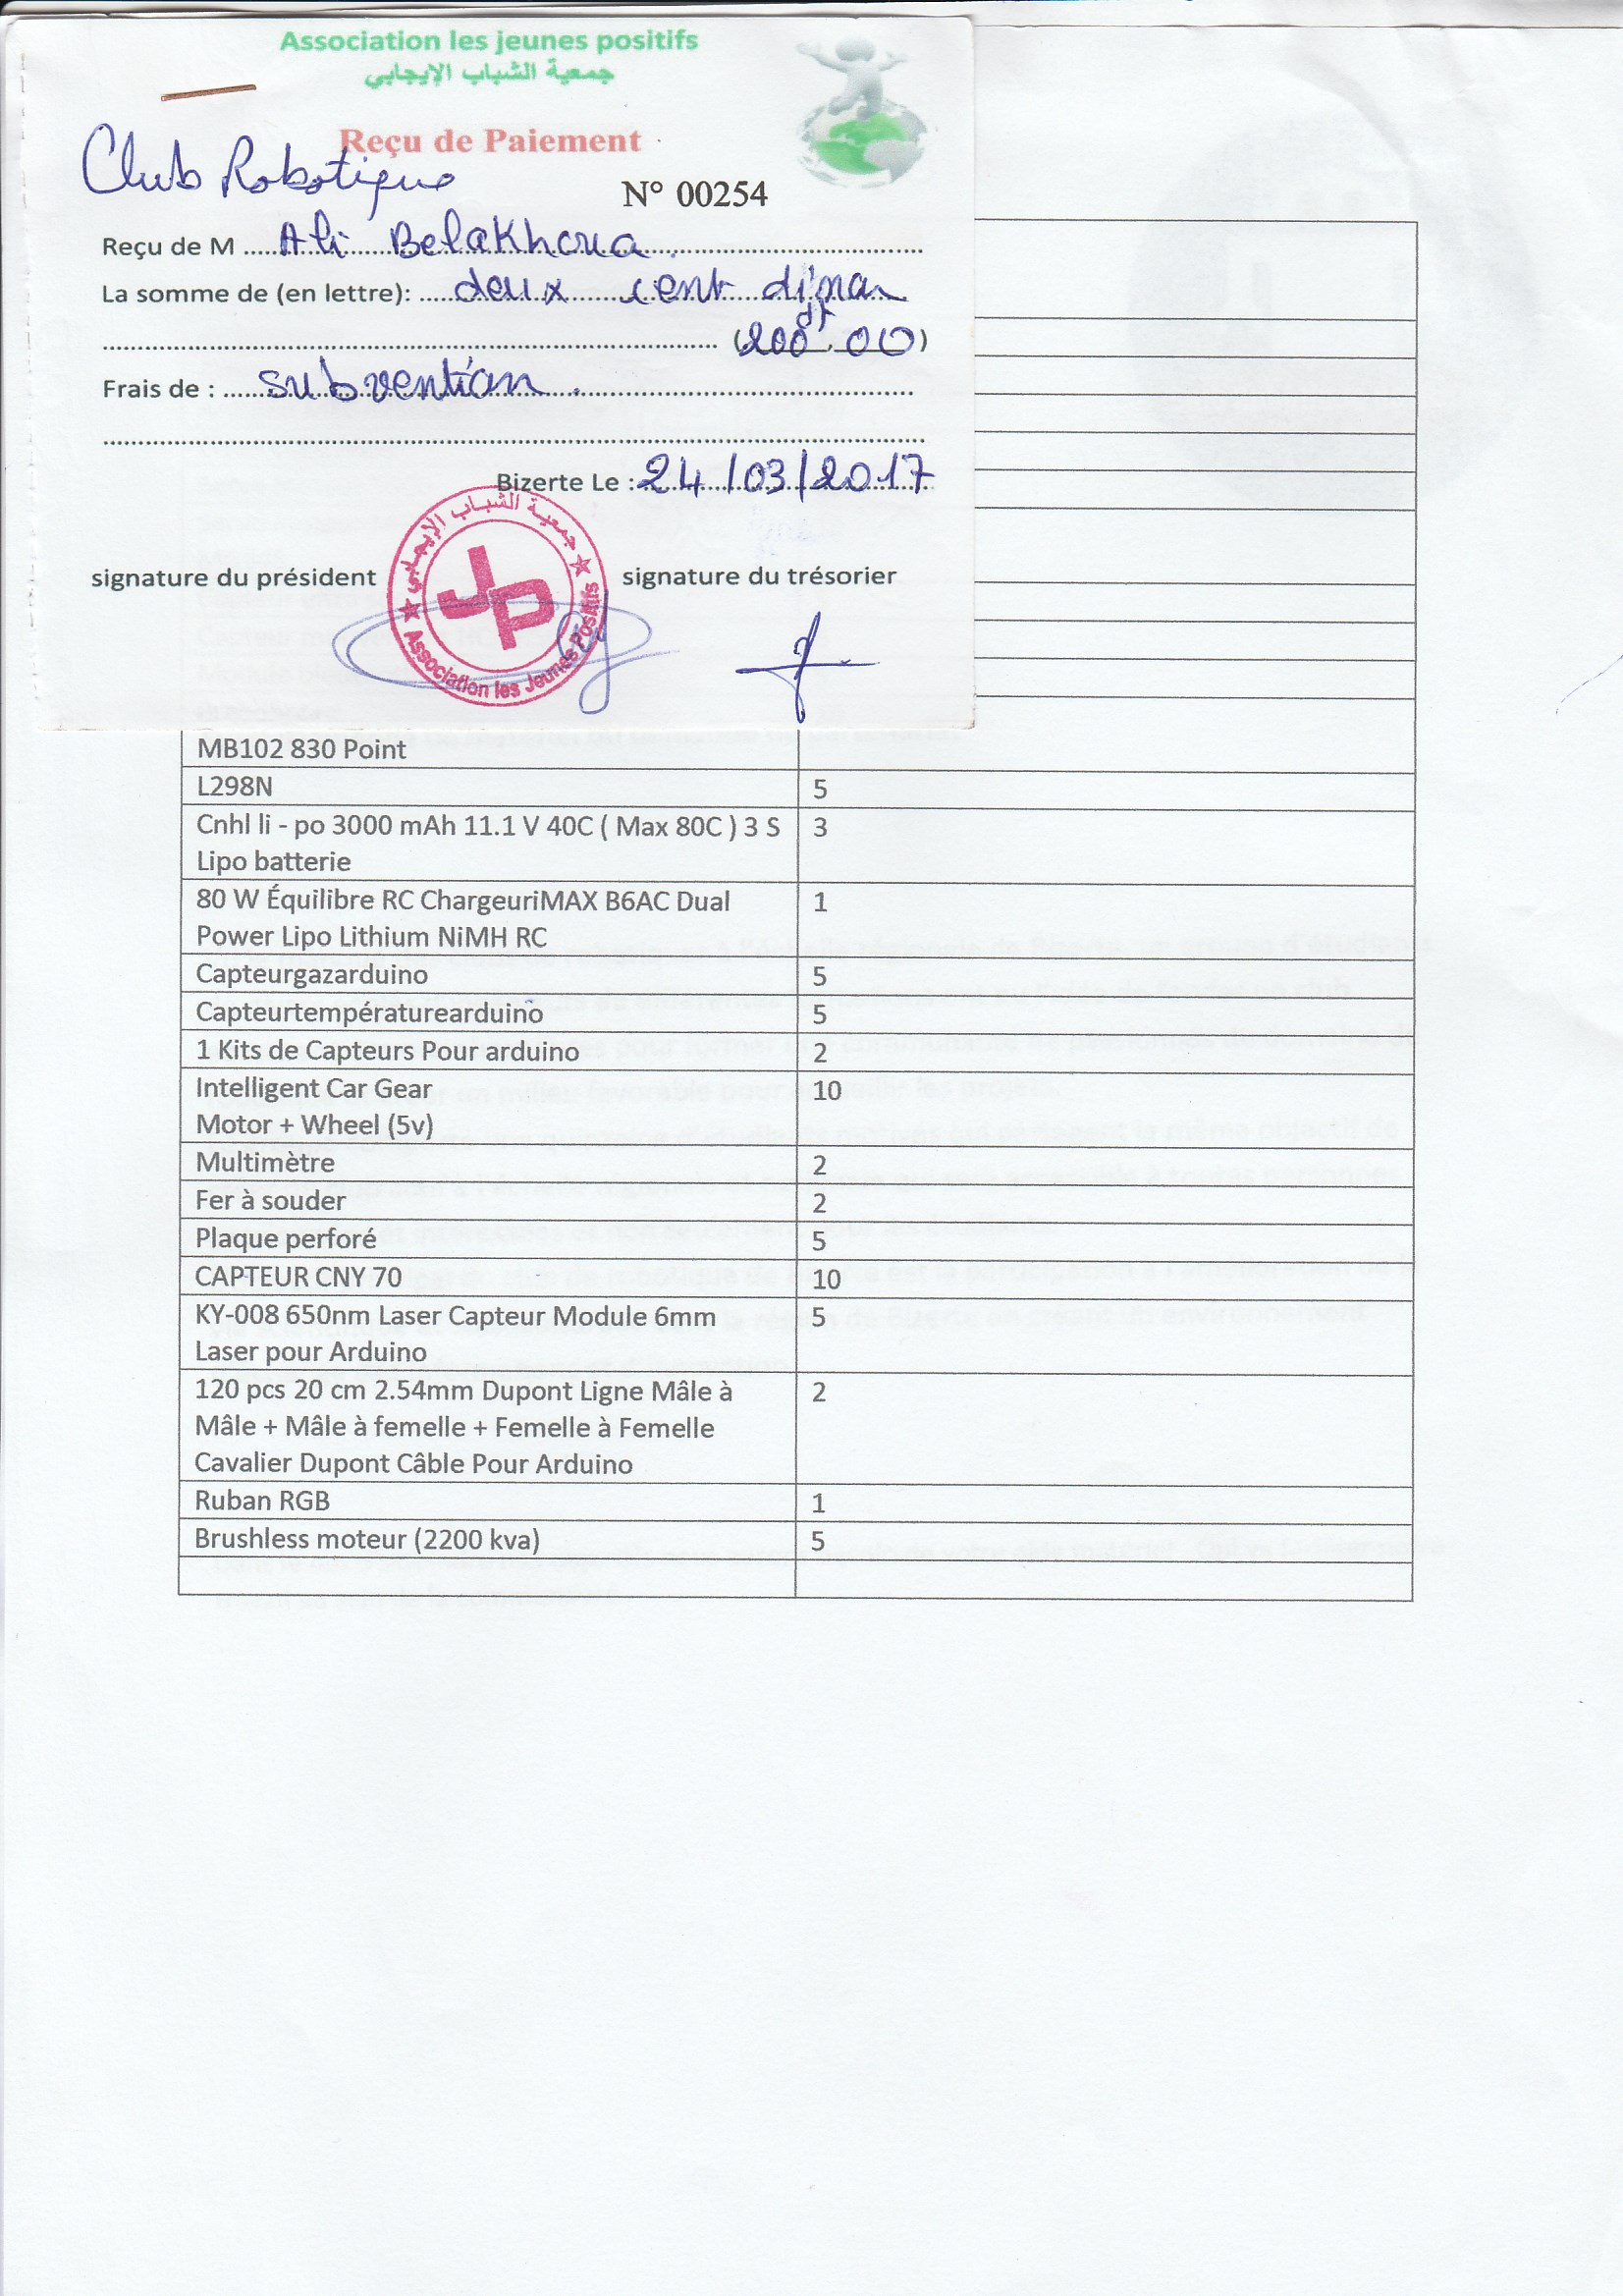 Association les jeunes positifs
جمعية الشباب الإيجابي
Reçu de Paiement
Club Robotique
N° 00254
Reçu de M Ali Belakhoua
La somme de (en lettre): deux cent dinar
(200dt,00)
Frais de : subvention.
Bizerte Le : 24/03/2017
signature du président
signature du trésorier
جمعية الشباب الإيجابي
JP
Association les Jeunes Positifs
MB102 830 Point
L298N 5
Cnhl li - po 3000 mAh 11.1 V 40C ( Max 80C ) 3 S 3
Lipo batterie
80 W Équilibre RC ChargeuriMAX B6AC Dual 1
Power Lipo Lithium NiMH RC
Capteurgazarduino 5
Capteurtempératurearduino 5
1 Kits de Capteurs Pour arduino 2
Intelligent Car Gear 10
Motor + Wheel (5v)
Multimètre 2
Fer à souder 2
Plaque perforé 5
CAPTEUR CNY 70 10
KY-008 650nm Laser Capteur Module 6mm 5
Laser pour Arduino
120 pcs 20 cm 2.54mm Dupont Ligne Mâle à 2
Mâle + Mâle à femelle + Femelle à Femelle
Cavalier Dupont Câble Pour Arduino
Ruban RGB 1
Brushless moteur (2200 kva) 5